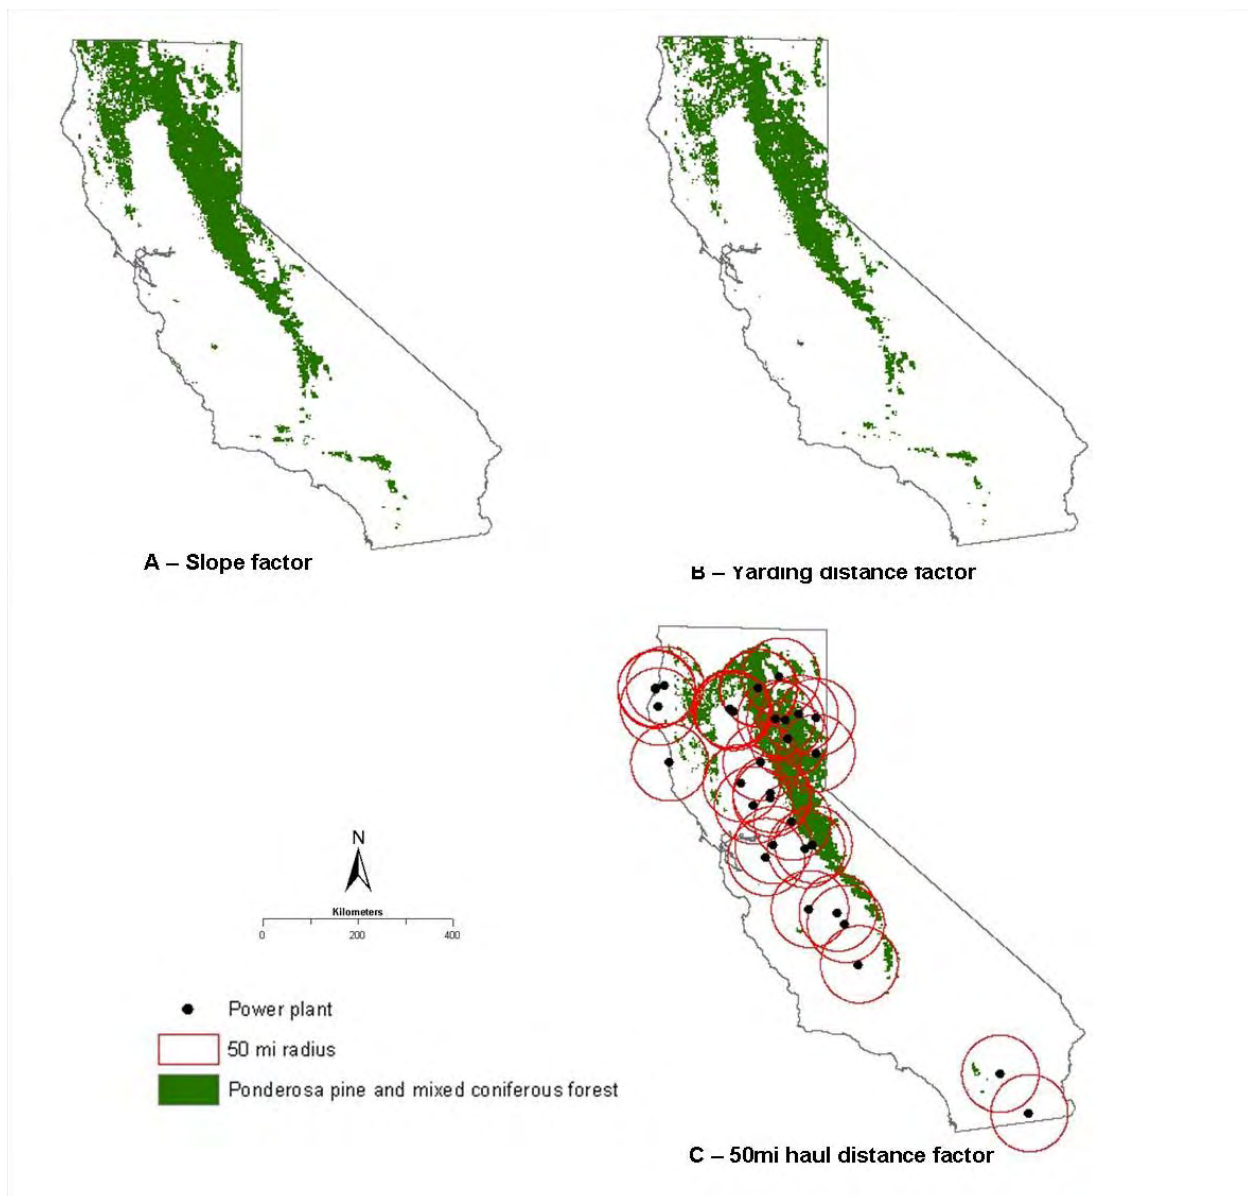 A – Slope factor
B – Yarding distance factor
N
Kilometers
0 200 400
Power plant
50 mi radius
Ponderosa pine and mixed coniferous forest
C – 50mi haul distance factor